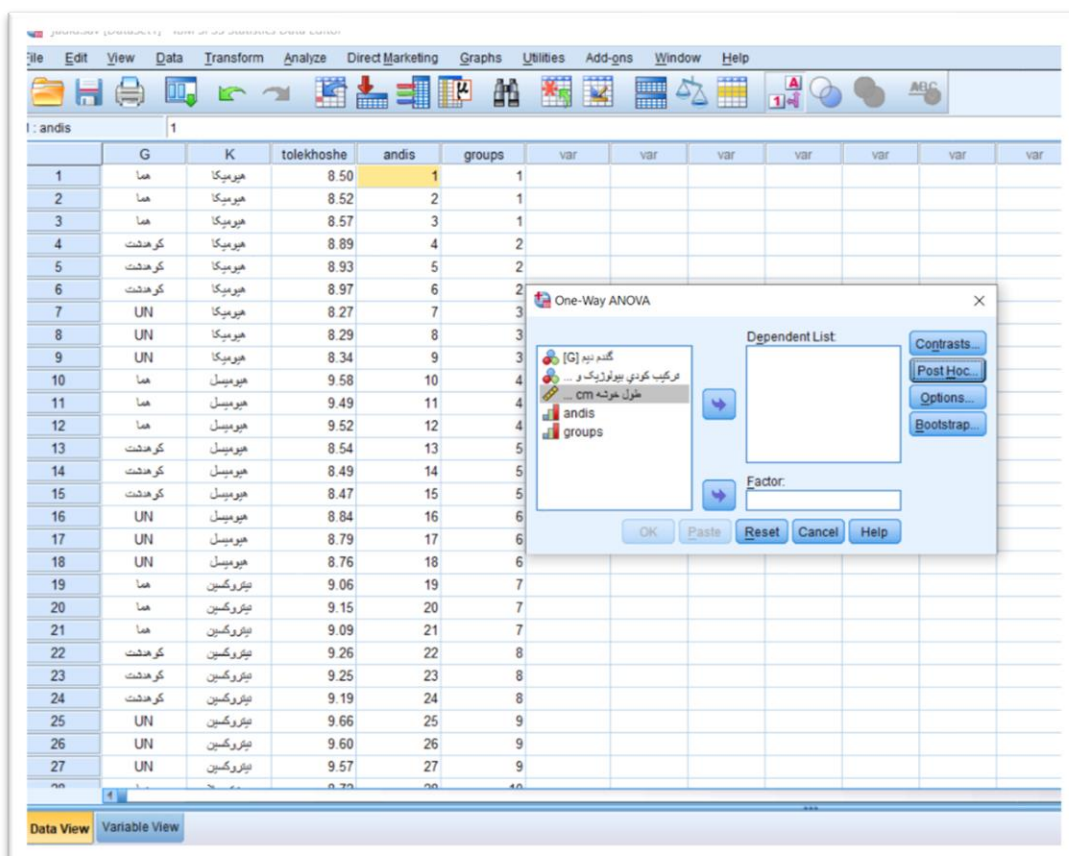 File Edit View Data Transform Analyze Direct Marketing Graphs Utilities Add-ons Window Help
: andis 1
G K tolekhoshe andis groups var var var var var var var
1 هما هیومیکا 8.50 1 1
2 هما هیومیکا 8.52 2 1
3 هما هیومیکا 8.57 3 1
4 کوهدشت هیومیکا 8.89 4 2
5 کوهدشت هیومیکا 8.93 5 2
6 کوهدشت هیومیکا 8.97 6 2
7 UN هیومیکا 8.27 7 3
8 UN هیومیکا 8.29 8 3
9 UN هیومیکا 8.34 9 3
10 هما هیومیسل 9.58 10 4
11 هما هیومیسل 9.49 11 4
12 هما هیومیسل 9.52 12 4
13 کوهدشت هیومیسل 8.54 13 5
14 کوهدشت هیومیسل 8.49 14 5
15 کوهدشت هیومیسل 8.47 15 5
16 UN هیومیسل 8.84 16 6
17 UN هیومیسل 8.79 17 6
18 UN هیومیسل 8.76 18 6
19 هما نیتروکسین 9.06 19 7
20 هما نیتروکسین 9.15 20 7
21 هما نیتروکسین 9.09 21 7
22 کوهدشت نیتروکسین 9.26 22 8
23 کوهدشت نیتروکسین 9.25 23 8
24 کوهدشت نیتروکسین 9.19 24 8
25 UN نیتروکسین 9.66 25 9
26 UN نیتروکسین 9.60 26 9
27 UN نیتروکسین 9.57 27 9
One-Way ANOVA
گندم دیم [G]
ترکیب کودي بیولوژیک و ...
طول خوشه cm ...
andis
groups
Dependent List:
Factor:
Contrasts...
Post Hoc...
Options...
Bootstrap...
OK Paste Reset Cancel Help
Data View Variable View